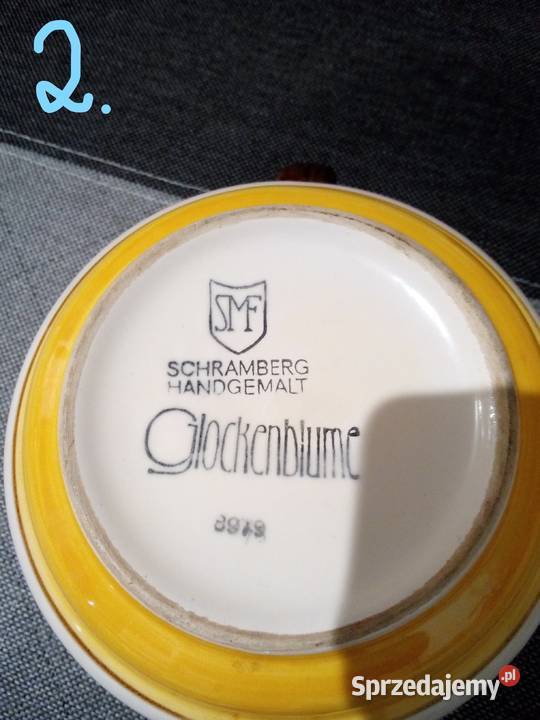 2.
SMF
SCHRAMBERG
HANDGEMALT
Glockenblume
Sprzedajemy.pl